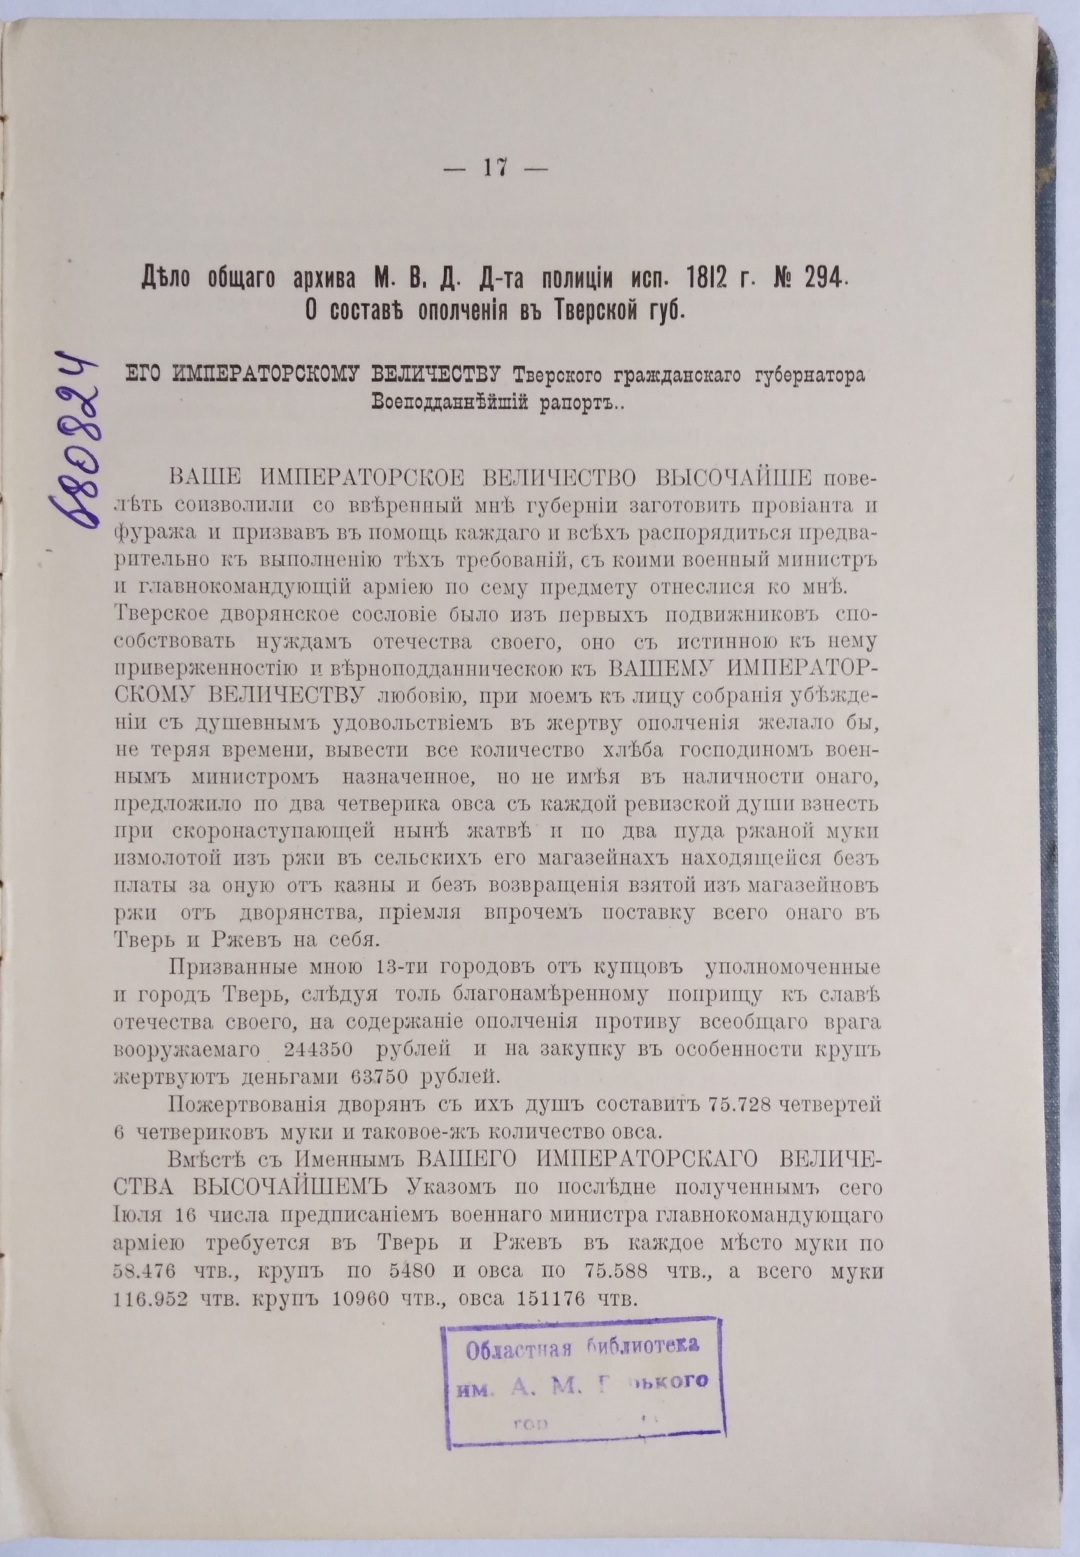 — 17 —
Дѣло общаго архива М. В. Д. Д-та полиціи исп. 1812 г. № 294.
О составѣ ополченія въ Тверской губ.
ЕГО ИМПЕРАТОРСКОМУ ВЕЛИЧЕСТВУ Тверского гражданскаго губернатора
Воеподданнѣйшій рапортъ..
68082ч
ВАШЕ ИМПЕРАТОРСКОЕ ВЕЛИЧЕСТВО ВЫСОЧАЙШЕ пове-
лѣть соизволили со ввѣренный мнѣ губерніи заготовить провіанта и
фуража и призвавъ въ помощь каждаго и всѣхъ распорядиться предва-
рительно къ выполненію тѣхъ требованій, съ коими военный министръ
и главнокомандующій арміею по сему предмету отнеслися ко мнѣ.
Тверское дворянское сословіе было изъ первыхъ подвижниковъ спо-
собствовать нуждамъ отечества своего, оно съ истинною къ нему
приверженностію и вѣрноподданническою къ ВАШЕМУ ИМПЕРАТОР-
СКОМУ ВЕЛИЧЕСТВУ любовію, при моемъ къ лицу собранія убѣжде-
ніи съ душевнымъ удовольствіемъ въ жертву ополченія желало бы,
не теряя времени, вывести все количество хлѣба господиномъ воен-
нымъ министромъ назначенное, но не имѣя въ наличности онаго,
предложило по два четверика овса съ каждой ревизской души взнесть
при скоронаступающей нынѣ жатвѣ и по два пуда ржаной муки
измолотой изъ ржи въ сельскихъ его магазейнахъ находящейся безъ
платы за оную отъ казны и безъ возвращенія взятой изъ магазейновъ
ржи отъ дворянства, пріемля впрочемъ поставку всего онаго въ
Тверь и Ржевъ на себя.
Призванные мною 13-ти городовъ отъ купцовъ уполномоченные
и городъ Тверь, слѣдуя толь благонамѣренному поприщу къ славѣ
отечества своего, на содержаніе ополченія противу всеобщаго врага
вооружаемаго 244350 рублей и на закупку въ особенности крупъ
жертвуютъ деньгами 63750 рублей.
Пожертвованія дворянъ съ ихъ душъ составитъ 75.728 четвертей
6 четвериковъ муки и таковое-жъ количество овса.
Вмѣстѣ съ Именнымъ ВАШЕГО ИМПЕРАТОРСКАГО ВЕЛИЧЕ-
СТВА ВЫСОЧАЙШЕМЪ Указомъ по послѣдне полученнымъ сего
Іюля 16 числа предписаніемъ военнаго министра главнокомандующаго
арміею требуется въ Тверь и Ржевъ въ каждое мѣсто муки по
58.476 чтв., крупъ по 5480 и овса по 75.588 чтв., а всего муки
116.952 чтв. крупъ 10960 чтв., овса 151176 чтв.
Областная библиотека
им. А. М. Горького
гор